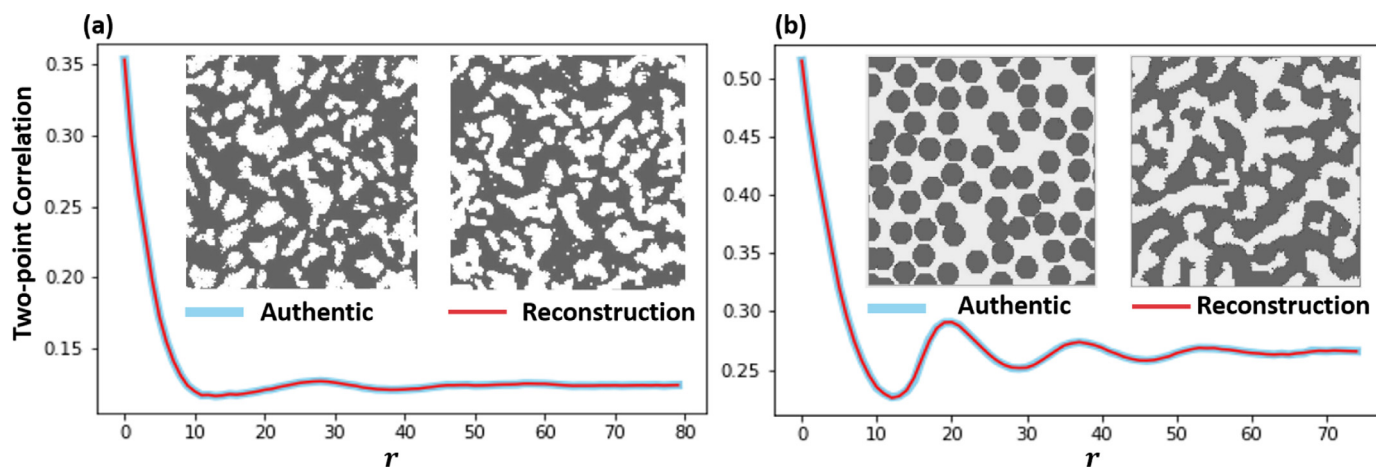 (a)
Two-point Correlation
0.35
0.30
0.25
0.20
0.15
Authentic
Reconstruction
0 10 20 30 40 50 60 70 80
r
(b)
0.50
0.45
0.40
0.35
0.30
0.25
Authentic
Reconstruction
0 10 20 30 40 50 60 70
r